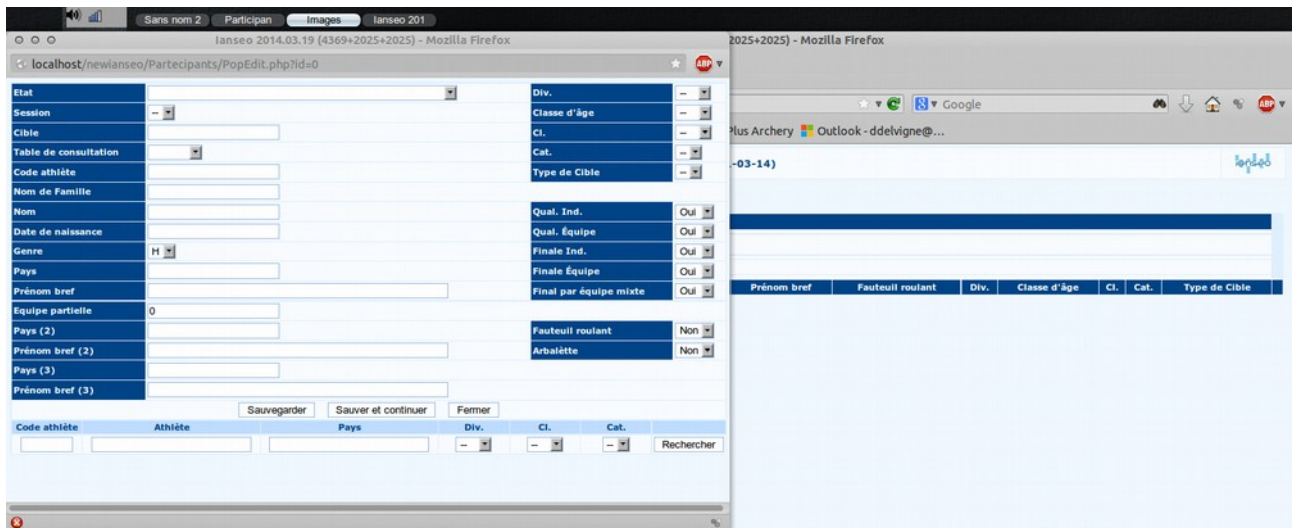 Sans nom 2 Participan Images Ianseo 201
Ianseo 2014.03.19 (4369+2025+2025) - Mozilla Firefox
2025+2025) - Mozilla Firefox
localhost/newianseo/Partecipants/PopEdit.php?id=0
ABP
Google
ABP
Plus Archery Outlook - ddelvigne@...
-03-14)
Ianseo
Etat Div. --
Session -- Classe d'âge --
Cible Cl. --
Table de consultation Cat. --
Code athlète Type de Cible --
Nom de Famille
Nom Qual. Ind. Oui
Date de naissance Qual. Équipe Oui
Genre H Finale Ind. Oui
Pays Finale Équipe Oui
Prénom bref Final par équipe mixte Oui
Prénom bref Fauteuil roulant Div. Classe d'âge Cl. Cat. Type de Cible
Equipe partielle 0
Pays (2) Fauteuil roulant Non
Prénom bref (2) Arbalètte Non
Pays (3)
Prénom bref (3)
Sauvegarder Sauver et continuer Fermer
Code athlète Athlète Pays Div. Cl. Cat.
-- -- -- Rechercher